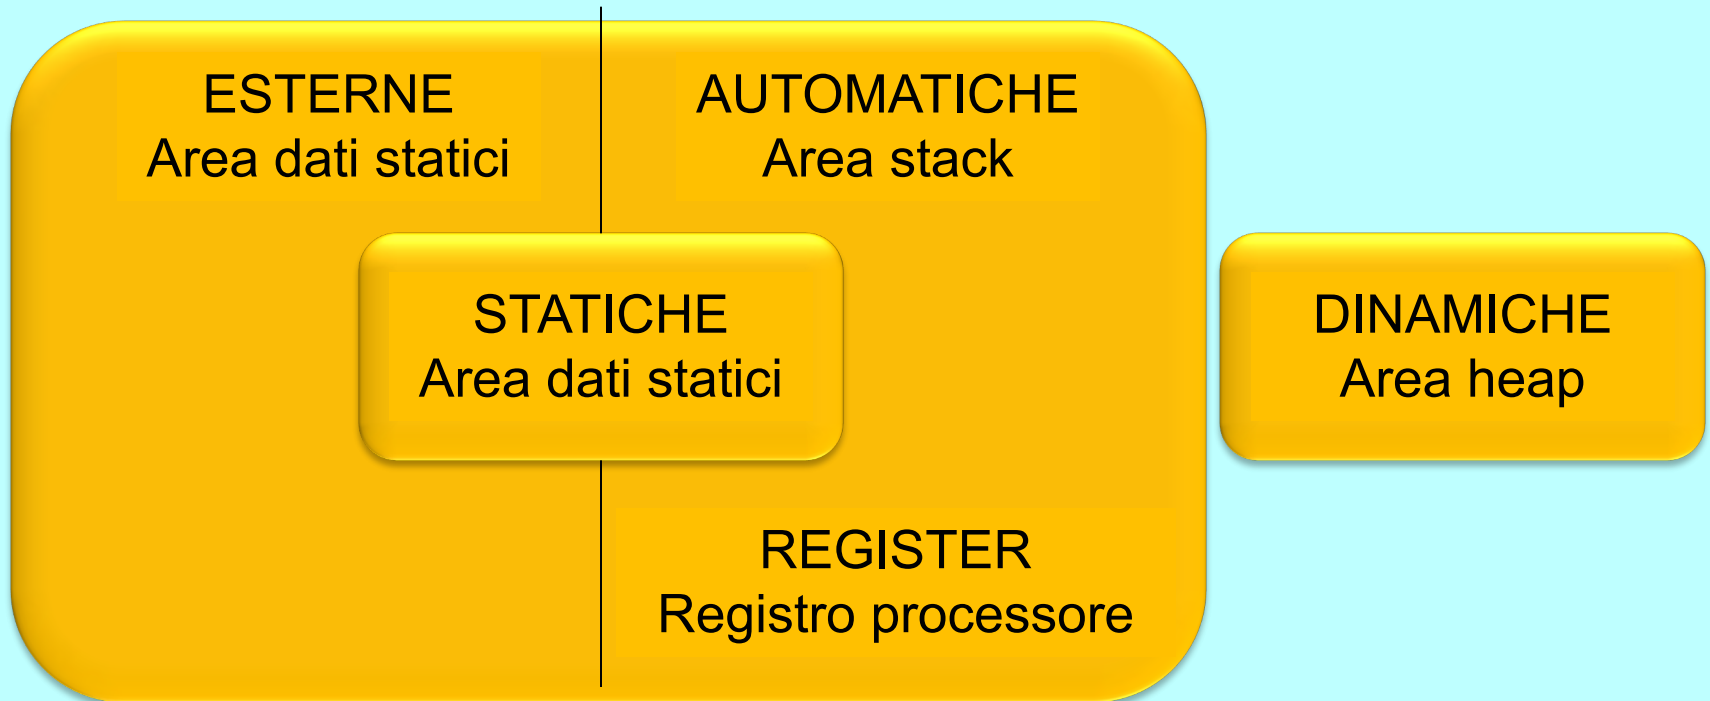 ESTERNE
Area dati statici
AUTOMATICHE
Area stack
STATICHE
Area dati statici
DINAMICHE
Area heap
REGISTER
Registro processore